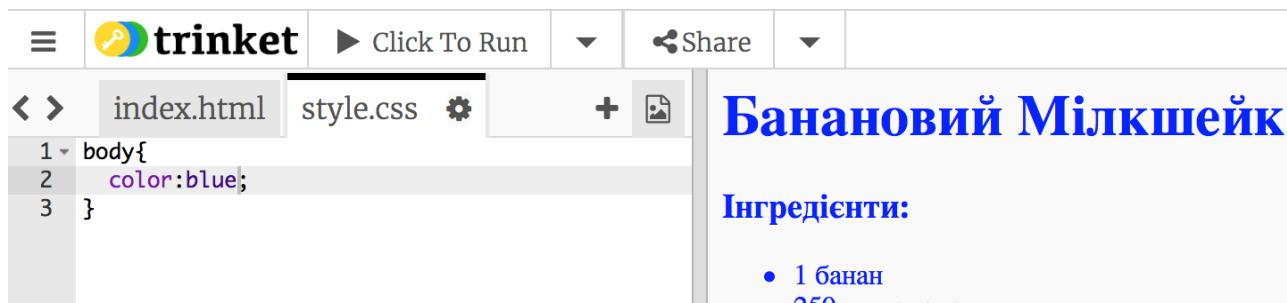 trinket Click To Run Share
index.html style.css
1 body{
2 color:blue;
3 }
Банановий Мілкшейк
Інгредієнти:
1 банан
250